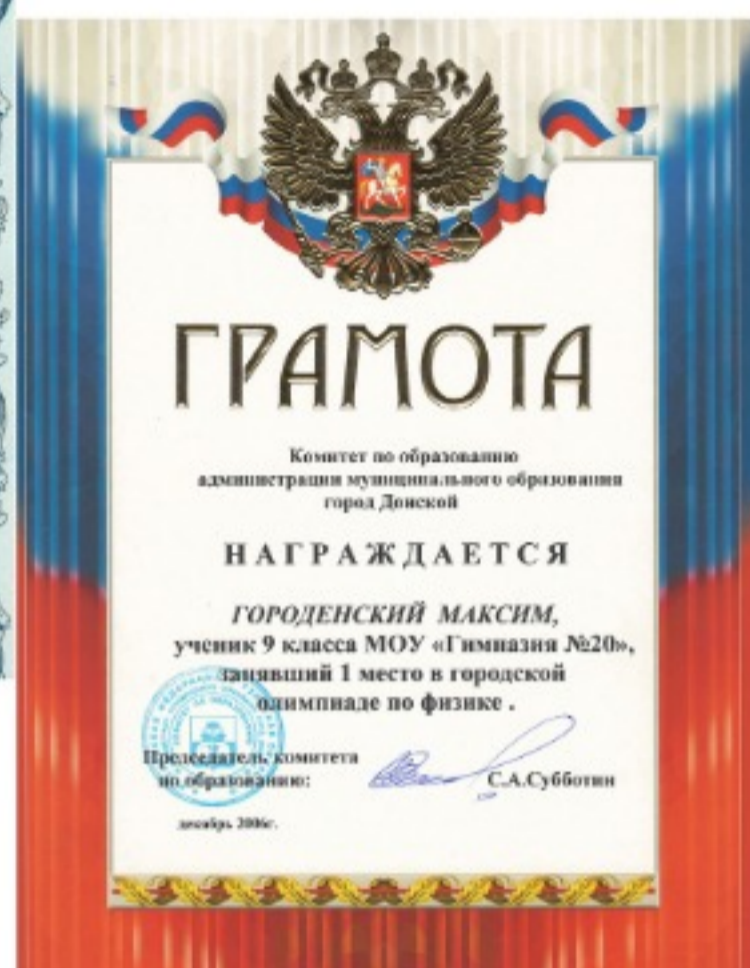 ГРАМОТА
Комитет по образованию
администрации муниципального образования
город Донской
НАГРАЖДАЕТСЯ
ГОРОДЕНСКИЙ МАКСИМ,
ученик 9 класса МОУ «Гимназия №20»,
занявший 1 место в городской
олимпиаде по физике .
Председатель комитета
по образованию:
С.А.Субботин
декабрь 2006г.